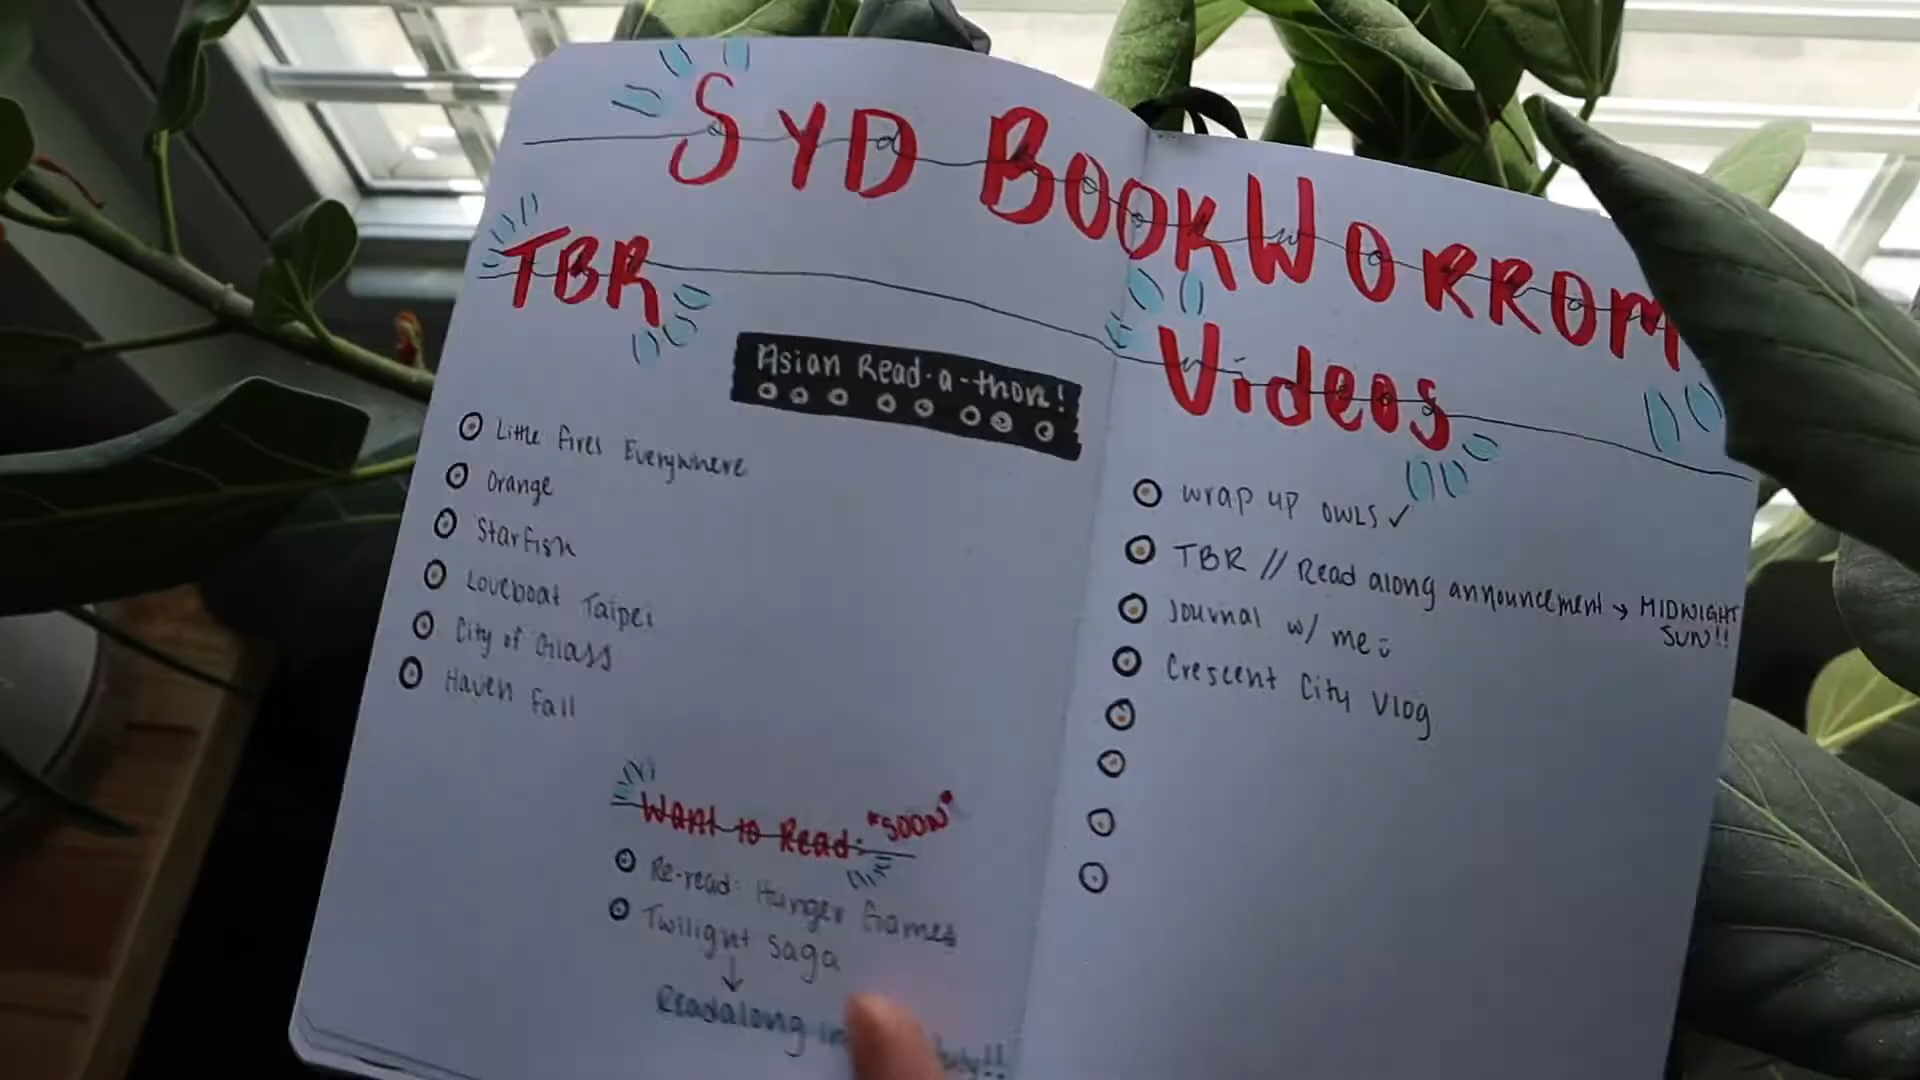 SYD BOOKWORROM
TBR
Asian Read-a-thon!
Little Fires Everywhere
Orange
Starfish
Loveboat Taipei
City of Glass
Haven Fall
Want to Read: *SOON*
Re-read: Hunger Games
Twilight Saga
↓
Readalong in
Videos
wrap up OWLS ✓
TBR // Read along announcement → MIDNIGHT
SUN!!
Journal w/ me
Crescent City Vlog